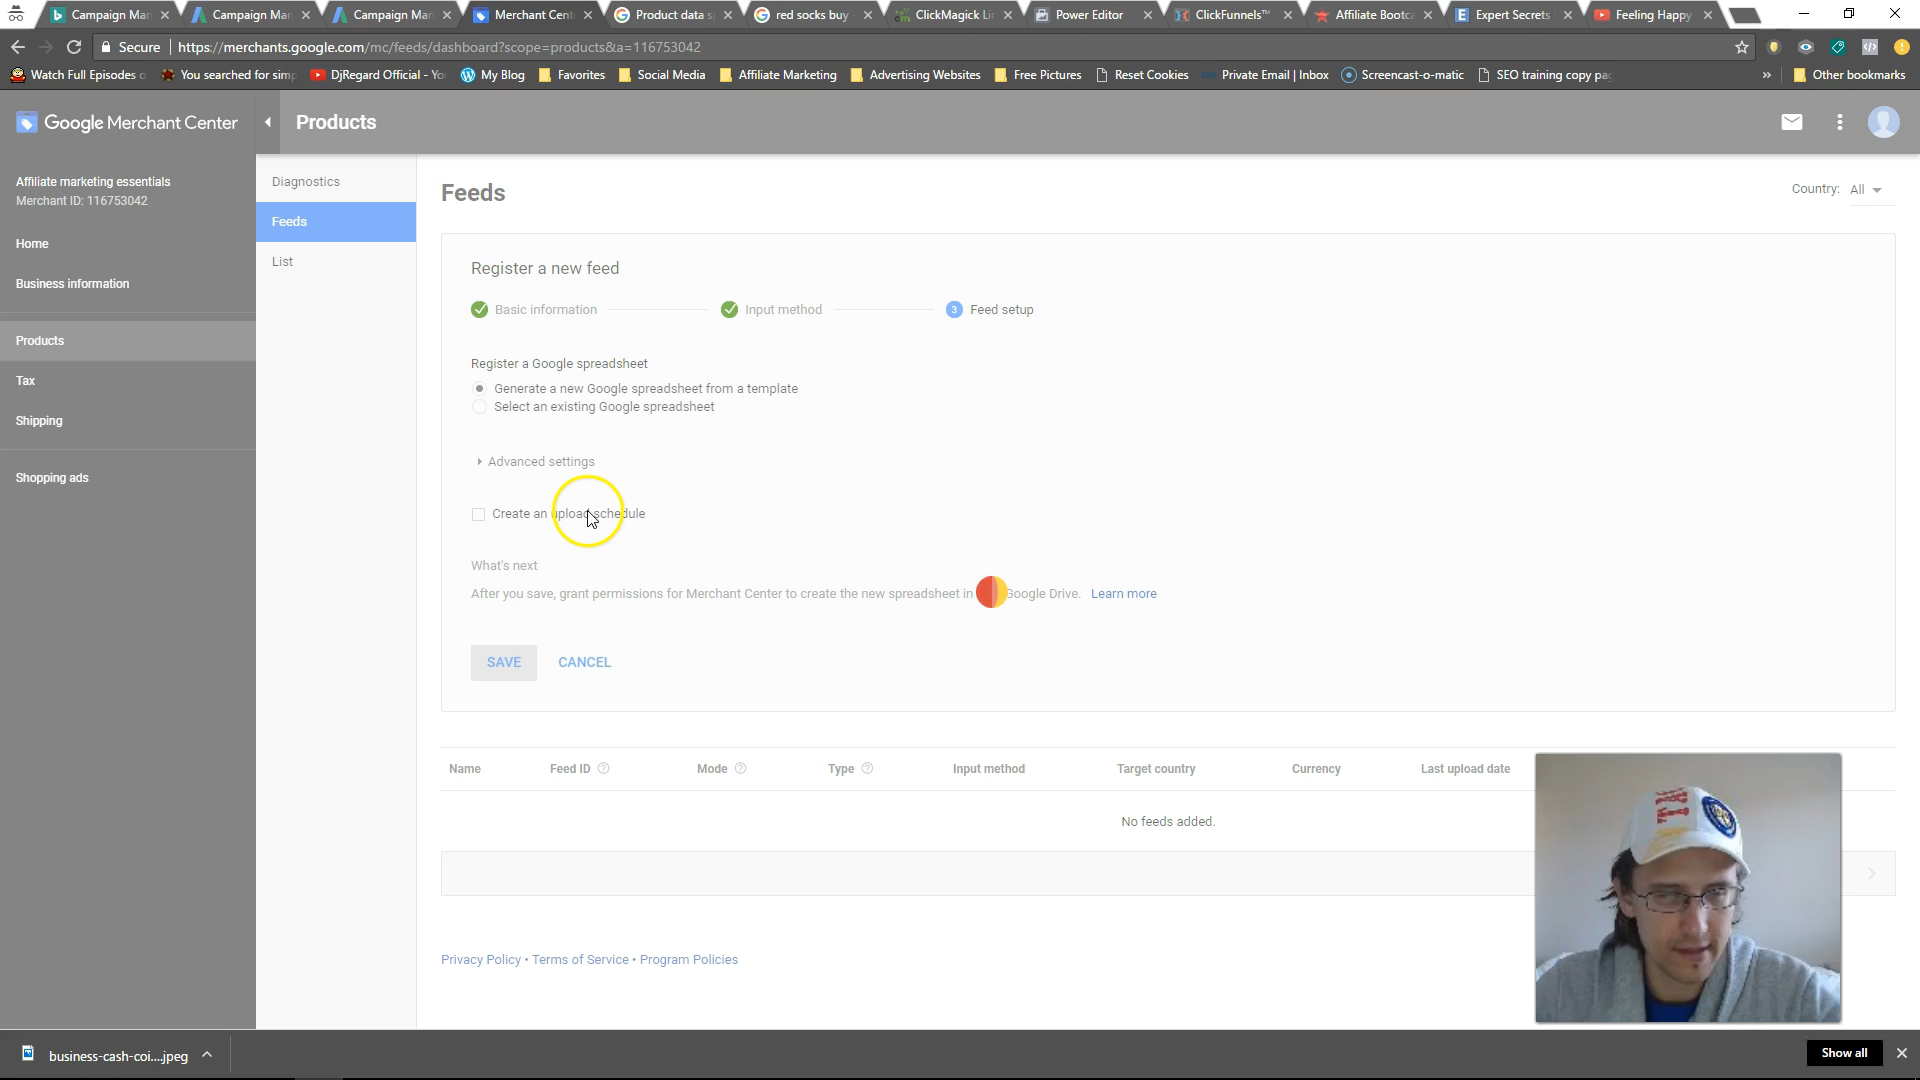 Campaign Mar
Campaign Mar
Campaign Mar
Merchant Cent
Product data s
red socks buy
ClickMagick Li
Power Editor
ClickFunnels™
Affiliate Bootca
Expert Secrets
Feeling Happy
Secure
https://merchants.google.com/mc/feeds/dashboard?scope=products&a=116753042
Watch Full Episodes o
You searched for simp
DjRegard Official - Yo
My Blog
Favorites
Social Media
Affiliate Marketing
Advertising Websites
Free Pictures
Reset Cookies
Private Email | Inbox
Screencast-o-matic
SEO training copy pag
»
Other bookmarks
Google Merchant Center
Products
Affiliate marketing essentials
Merchant ID: 116753042
Home
Business information
Products
Tax
Shipping
Shopping ads
Diagnostics
Feeds
List
Feeds
Country: All
Register a new feed
Basic information
Input method
3 Feed setup
Register a Google spreadsheet
Generate a new Google spreadsheet from a template
Select an existing Google spreadsheet
Advanced settings
Create an upload schedule
What's next
After you save, grant permissions for Merchant Center to create the new spreadsheet in Google Drive. Learn more
SAVE CANCEL
Name Feed ID Mode Type Input method Target country Currency Last upload date
No feeds added.
Privacy Policy • Terms of Service • Program Policies
business-cash-coi....jpeg
Show all